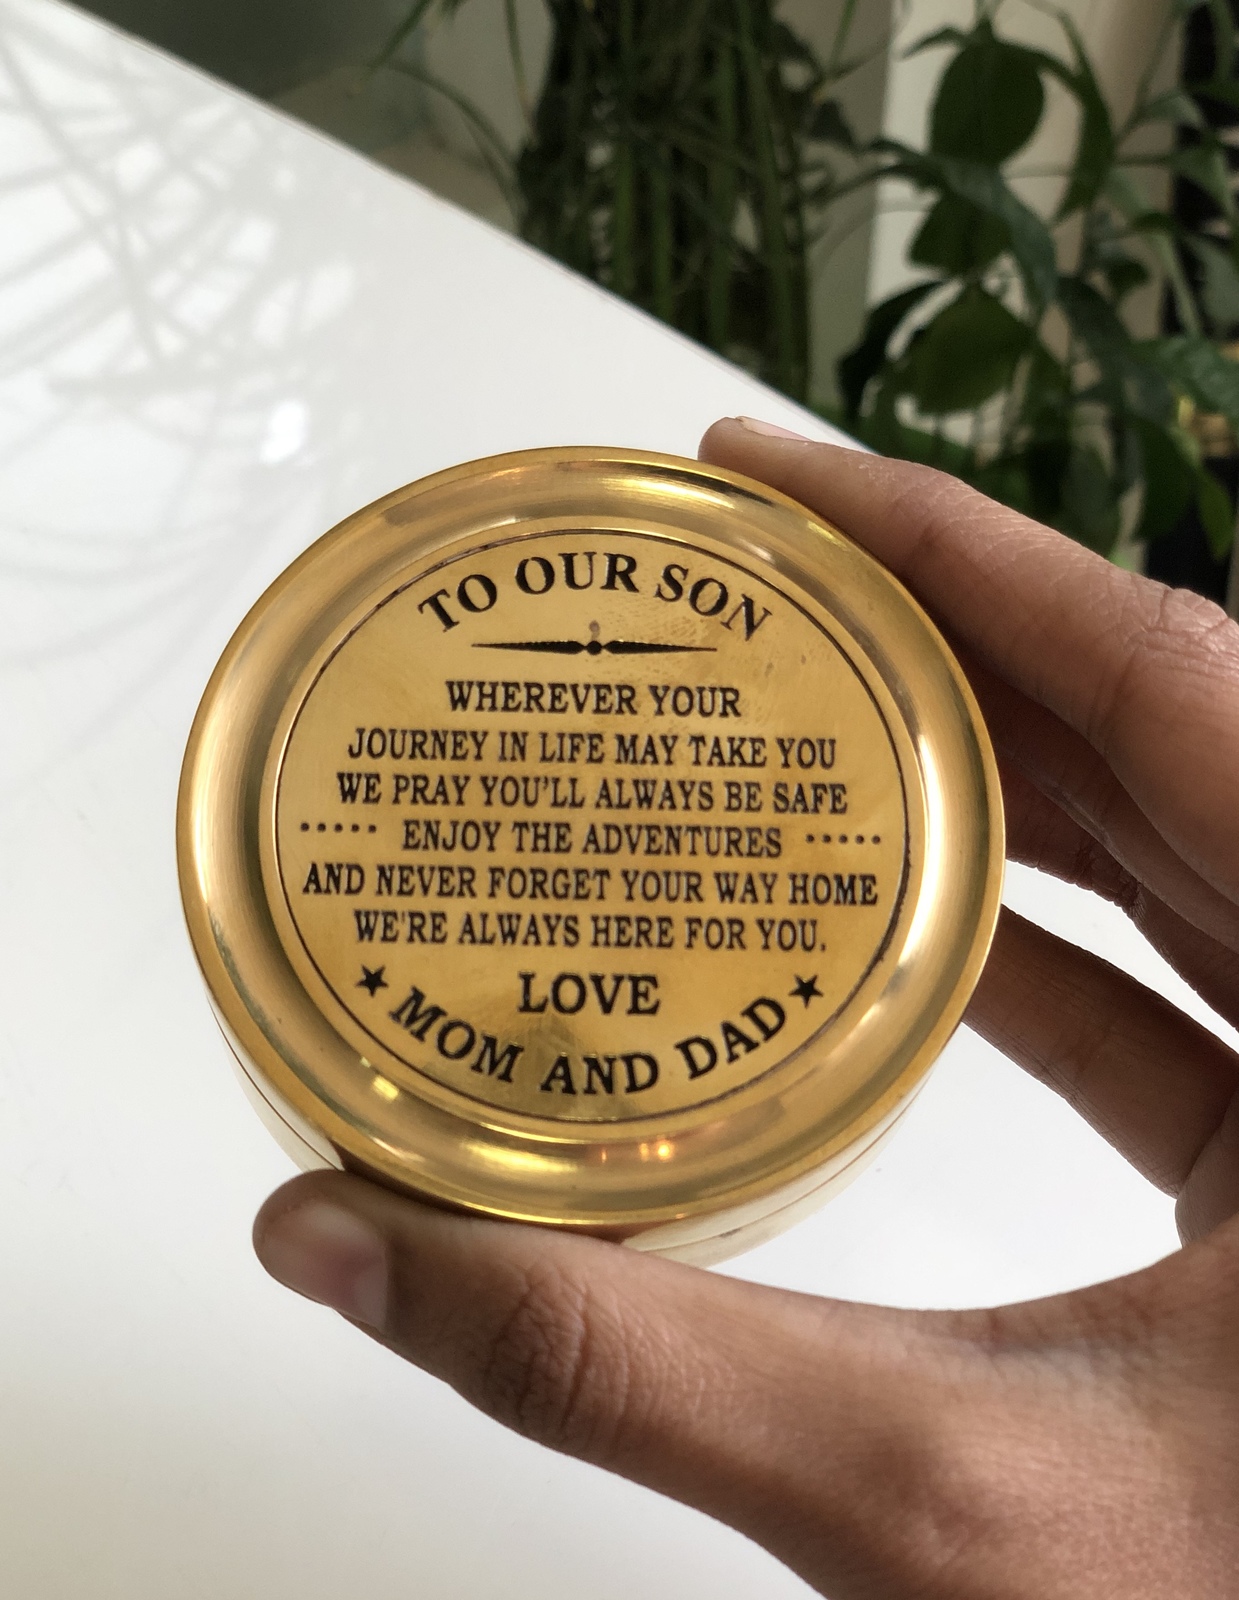 TO OUR SON
WHEREVER YOUR
JOURNEY IN LIFE MAY TAKE YOU
WE PRAY YOU'LL ALWAYS BE SAFE
····· ENJOY THE ADVENTURES ·····
AND NEVER FORGET YOUR WAY HOME
WE'RE ALWAYS HERE FOR YOU.
LOVE
★ MOM AND DAD ★